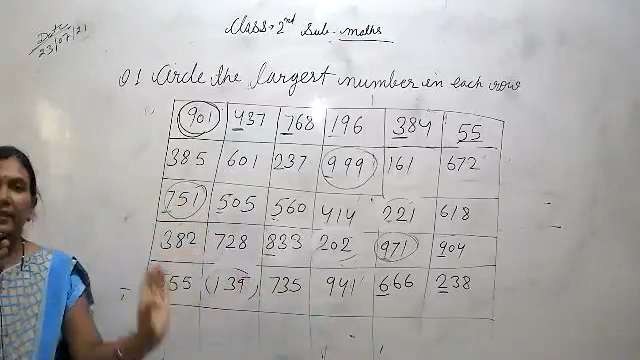 Date
23/07/21
Class → 2nd Sub - maths
Q1 Circle the largest number in each row
901 437 768 196 384 55
385 601 237 999 161 672
751 505 560 414 221 618
382 728 833 202 971 904
55 (139) 735 941 666 238